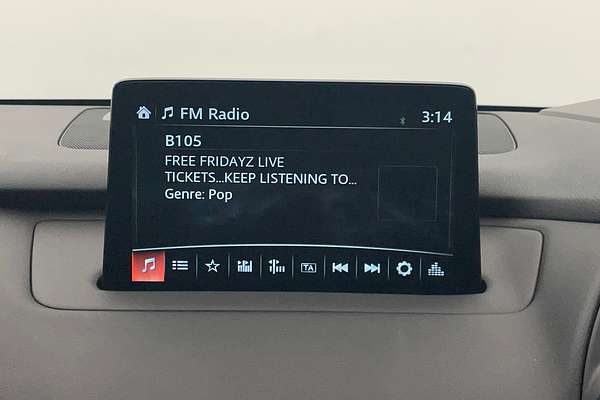 FM Radio 3:14
B105
FREE FRIDAYZ LIVE
TICKETS...KEEP LISTENING TO...
Genre: Pop
TA